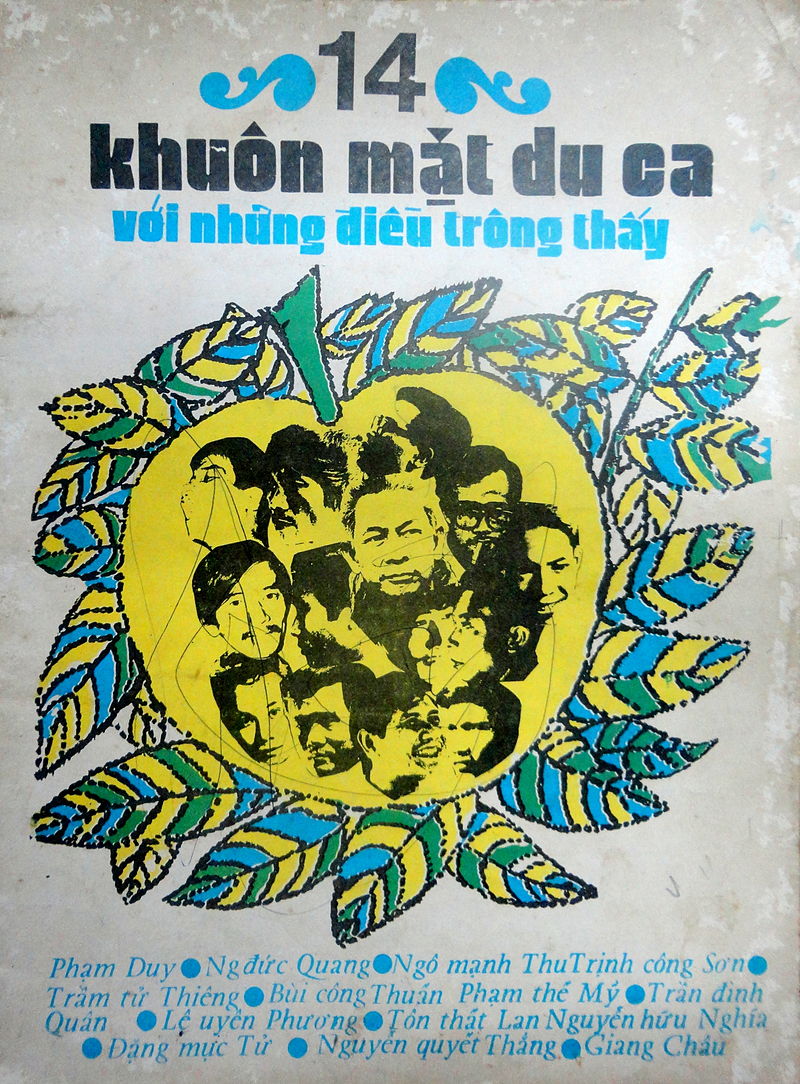 14
khuôn mặt du ca
với những điều trông thấy
Phạm Duy ● Ng đức Quang ● Ngô mạnh Thu Trịnh công Sơn ●
Trầm tử Thiêng ● Bùi công Thuấn Phạm thế Mỹ ● Trần đình
Quân ● Lê uyên Phương ● Tôn thất Lan Nguyễn hữu Nghĩa
● Đặng mực Tử ● Nguyễn quyết Thắng ● Giang Châu